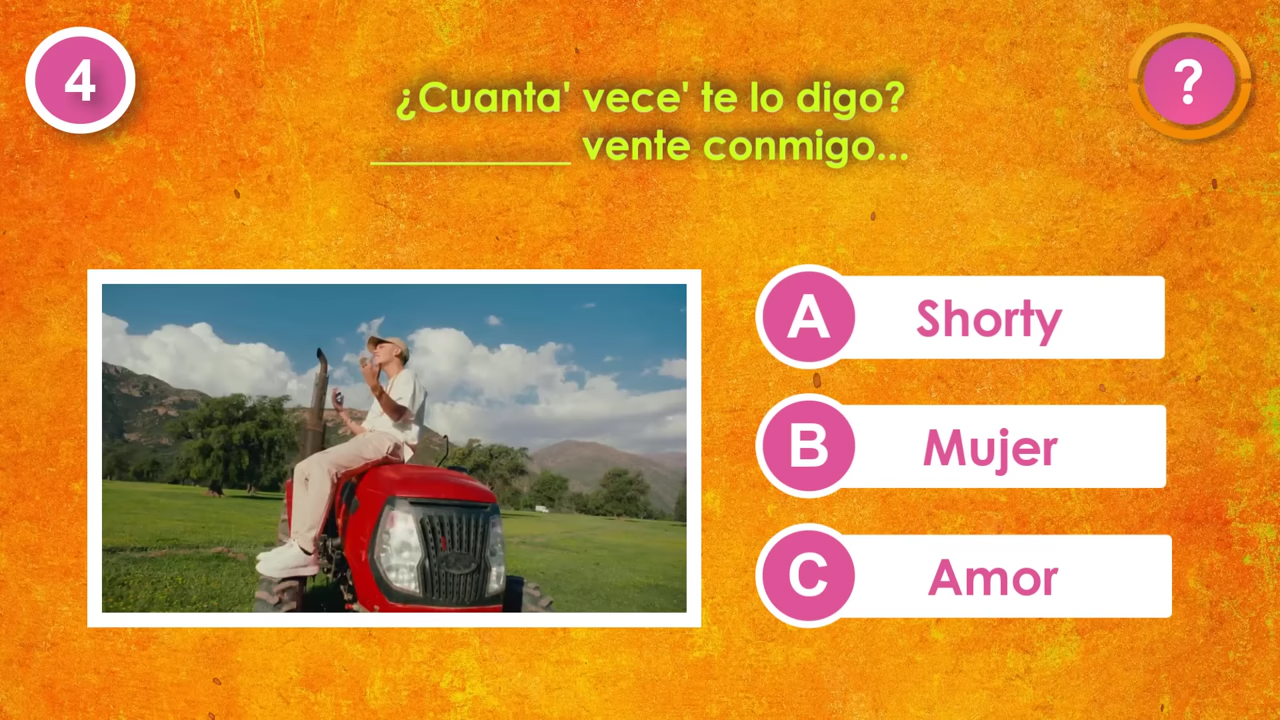 4
¿Cuanta' vece' te lo digo?
?
__________ vente conmigo...
A Shorty
B Mujer
C Amor